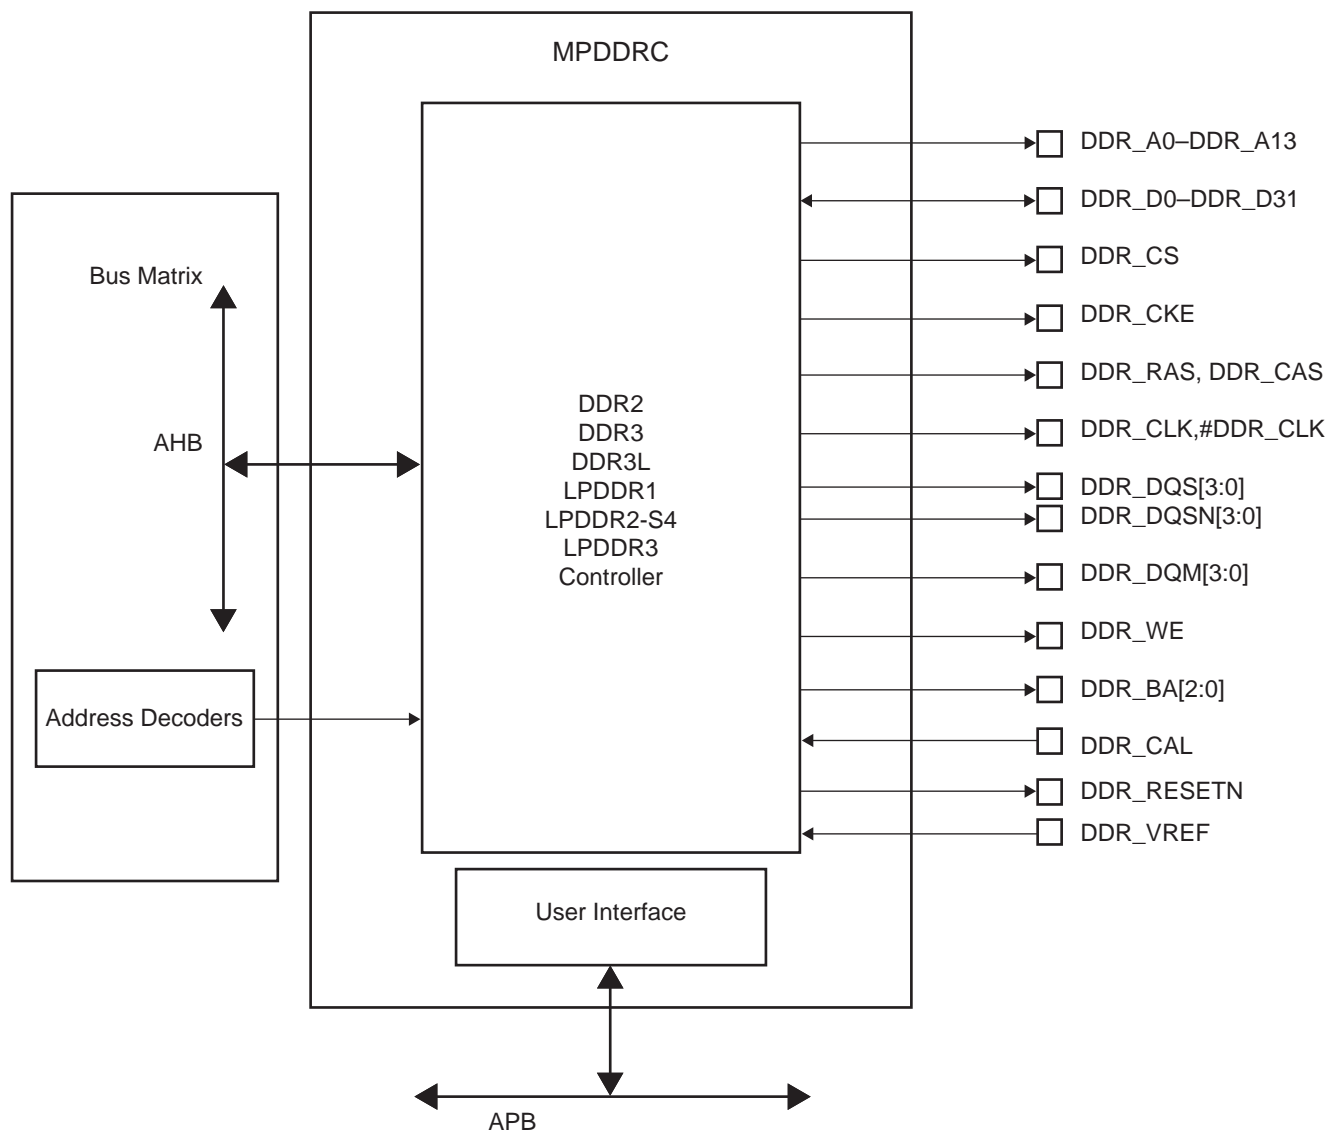 MPDDRC
DDR_A0–DDR_A13
DDR_D0–DDR_D31
DDR_CS
DDR_CKE
DDR_RAS, DDR_CAS
DDR_CLK,#DDR_CLK
DDR_DQS[3:0]
DDR_DQSN[3:0]
DDR_DQM[3:0]
DDR_WE
DDR_BA[2:0]
DDR_CAL
DDR_RESETN
DDR_VREF
Bus Matrix
AHB
Address Decoders
DDR2
DDR3
DDR3L
LPDDR1
LPDDR2-S4
LPDDR3
Controller
User Interface
APB